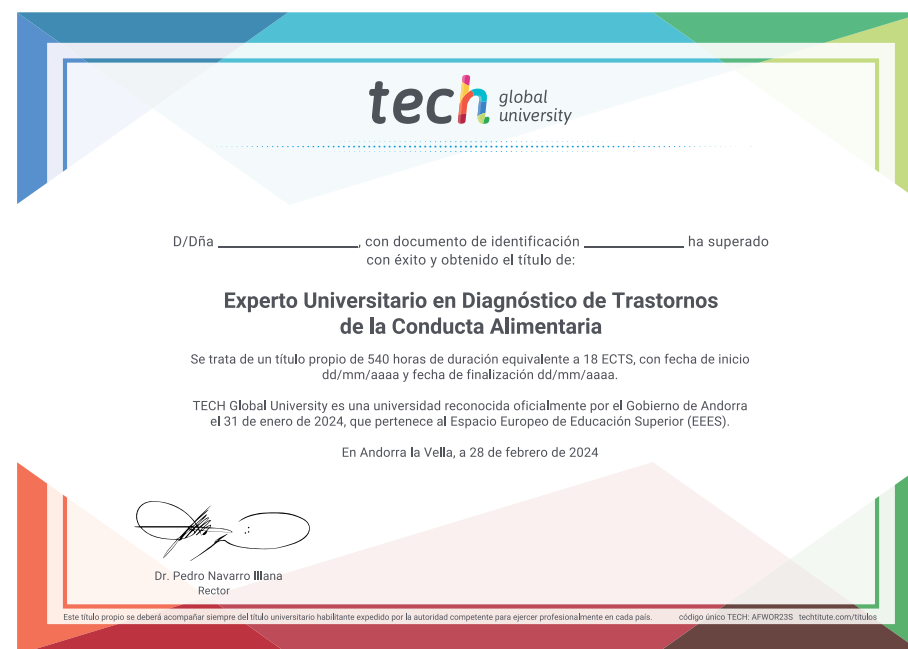 tech global university
D/Dña ____________, con documento de identificación ____________ ha superado
con éxito y obtenido el título de:
Experto Universitario en Diagnóstico de Trastornos
de la Conducta Alimentaria
Se trata de un título propio de 540 horas de duración equivalente a 18 ECTS, con fecha de inicio
dd/mm/aaaa y fecha de finalización dd/mm/aaaa.
TECH Global University es una universidad reconocida oficialmente por el Gobierno de Andorra
el 31 de enero de 2024, que pertenece al Espacio Europeo de Educación Superior (EEES).
En Andorra la Vella, a 28 de febrero de 2024
Dr. Pedro Navarro Illana
Rector
Este título propio se deberá acompañar siempre del título universitario habilitante expedido por la autoridad competente para ejercer profesionalmente en cada país. código único TECH: AFWOR23S techtitute.com/titulos